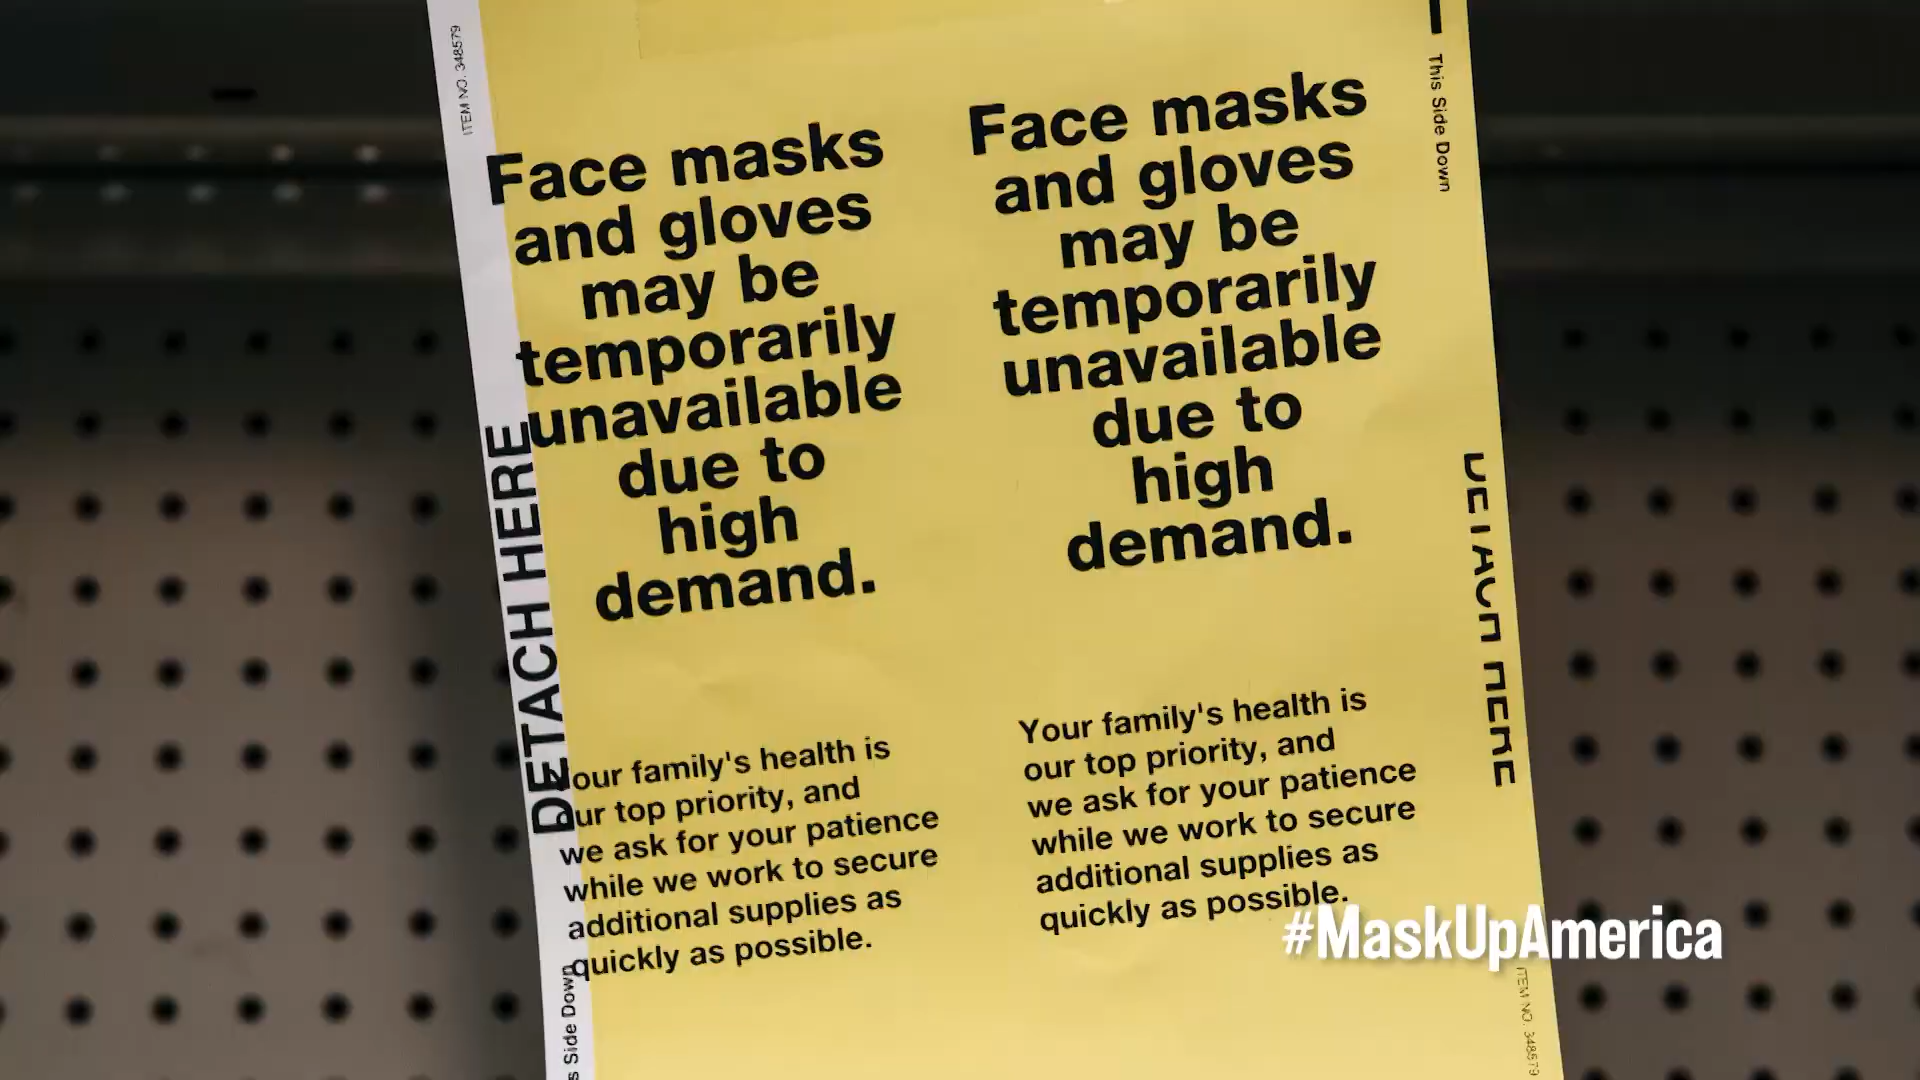 ITEM NO. 348579
Face masks
and gloves
may be
temporarily
unavailable
due to
high
demand.
DETACH HERE
Your family's health is
our top priority, and
we ask for your patience
while we work to secure
additional supplies as
quickly as possible.
s Side Down
Face masks
and gloves
may be
temporarily
unavailable
due to
high
demand.
Your family's health is
our top priority, and
we ask for your patience
while we work to secure
additional supplies as
quickly as possible.
This Side Down
DETACH HERE
ITEM NO. 348579
#MaskUpAmerica